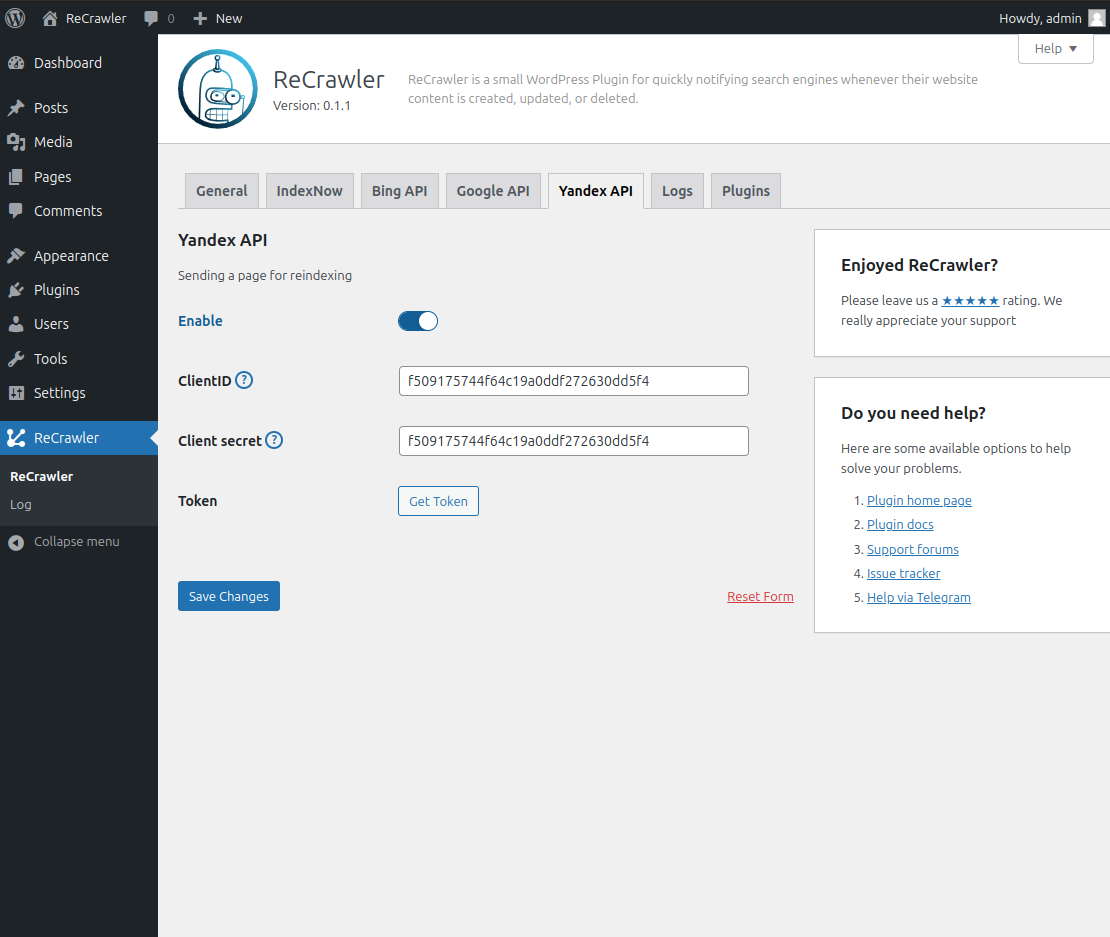 ReCrawler 0 New Howdy, admin
Help
Dashboard
Posts
Media
Pages
Comments
Appearance
Plugins
Users
Tools
Settings
ReCrawler
ReCrawler
Log
Collapse menu
ReCrawler
Version: 0.1.1
ReCrawler is a small WordPress Plugin for quickly notifying search engines whenever their website
content is created, updated, or deleted.
General IndexNow Bing API Google API Yandex API Logs Plugins
Yandex API
Sending a page for reindexing
Enable
ClientID ?
f509175744f64c19a0ddf272630dd5f4
Client secret ?
f509175744f64c19a0ddf272630dd5f4
Token
Get Token
Save Changes
Reset Form
Enjoyed ReCrawler?
Please leave us a ★★★★★ rating. We
really appreciate your support
Do you need help?
Here are some available options to help
solve your problems.
1. Plugin home page
2. Plugin docs
3. Support forums
4. Issue tracker
5. Help via Telegram